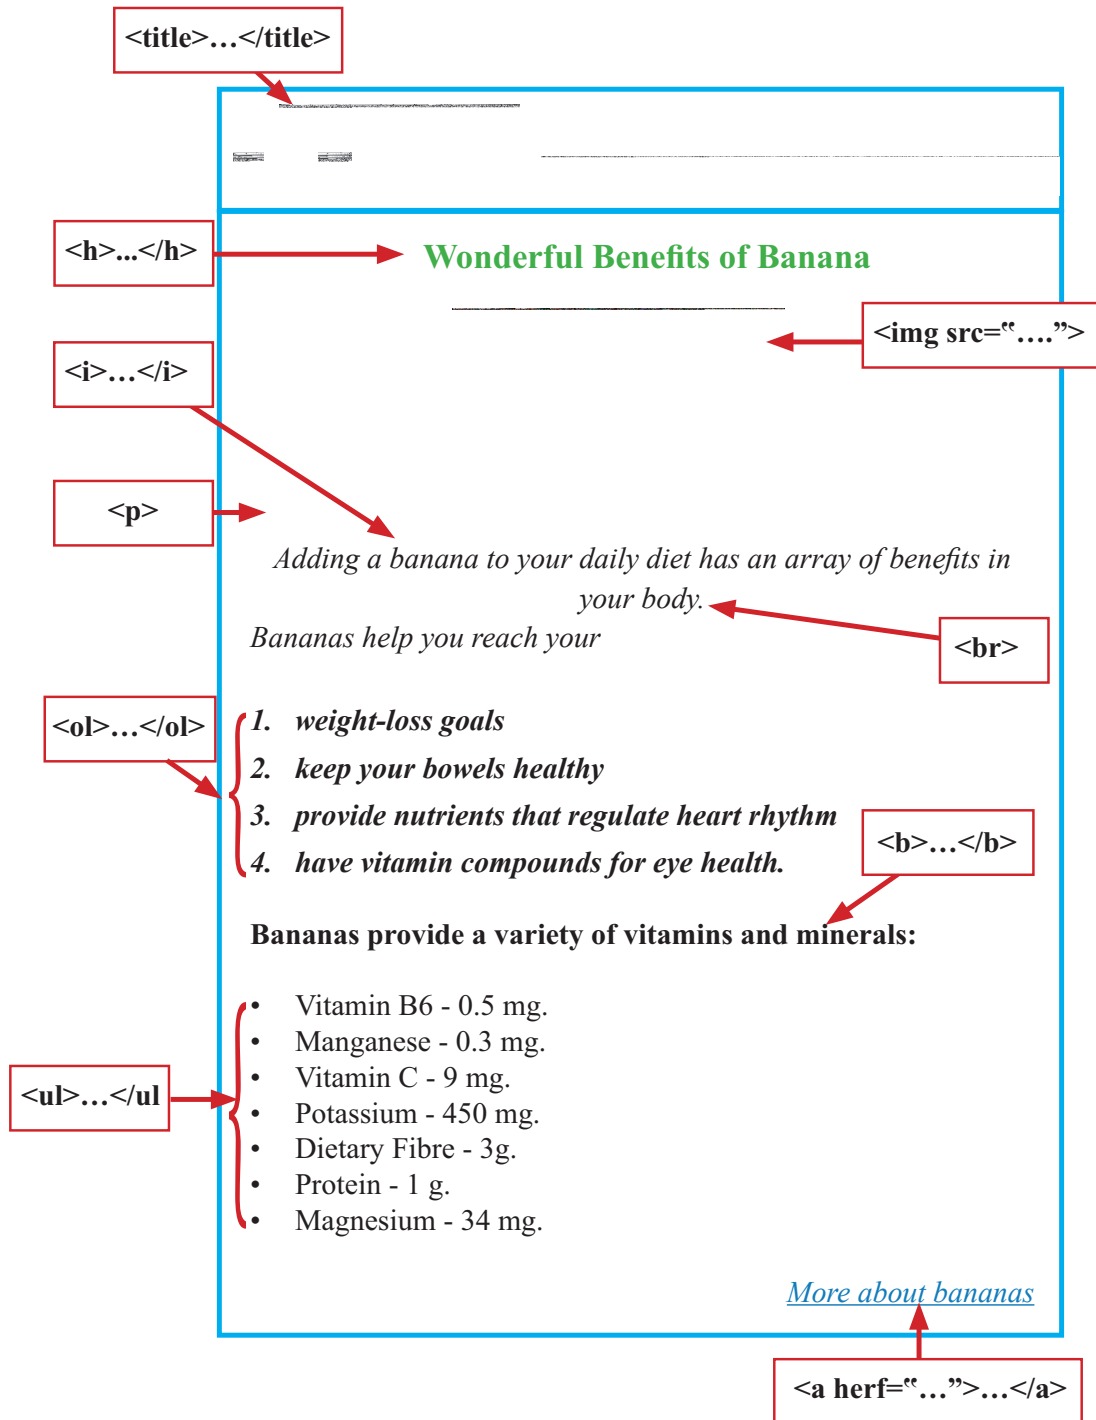 <title>…</title>
<h>...</h>
Wonderful Benefits of Banana
<img src=“….”>
<i>…</i>
<p>
Adding a banana to your daily diet has an array of benefits in
your body.
Bananas help you reach your
<br>
<ol>…</ol>
1. weight-loss goals
2. keep your bowels healthy
3. provide nutrients that regulate heart rhythm
4. have vitamin compounds for eye health.
<b>…</b>
Bananas provide a variety of vitamins and minerals:
• Vitamin B6 - 0.5 mg.
• Manganese - 0.3 mg.
• Vitamin C - 9 mg.
<ul>…</ul
• Potassium - 450 mg.
• Dietary Fibre - 3g.
• Protein - 1 g.
• Magnesium - 34 mg.
More about bananas
<a herf=“…”>…</a>